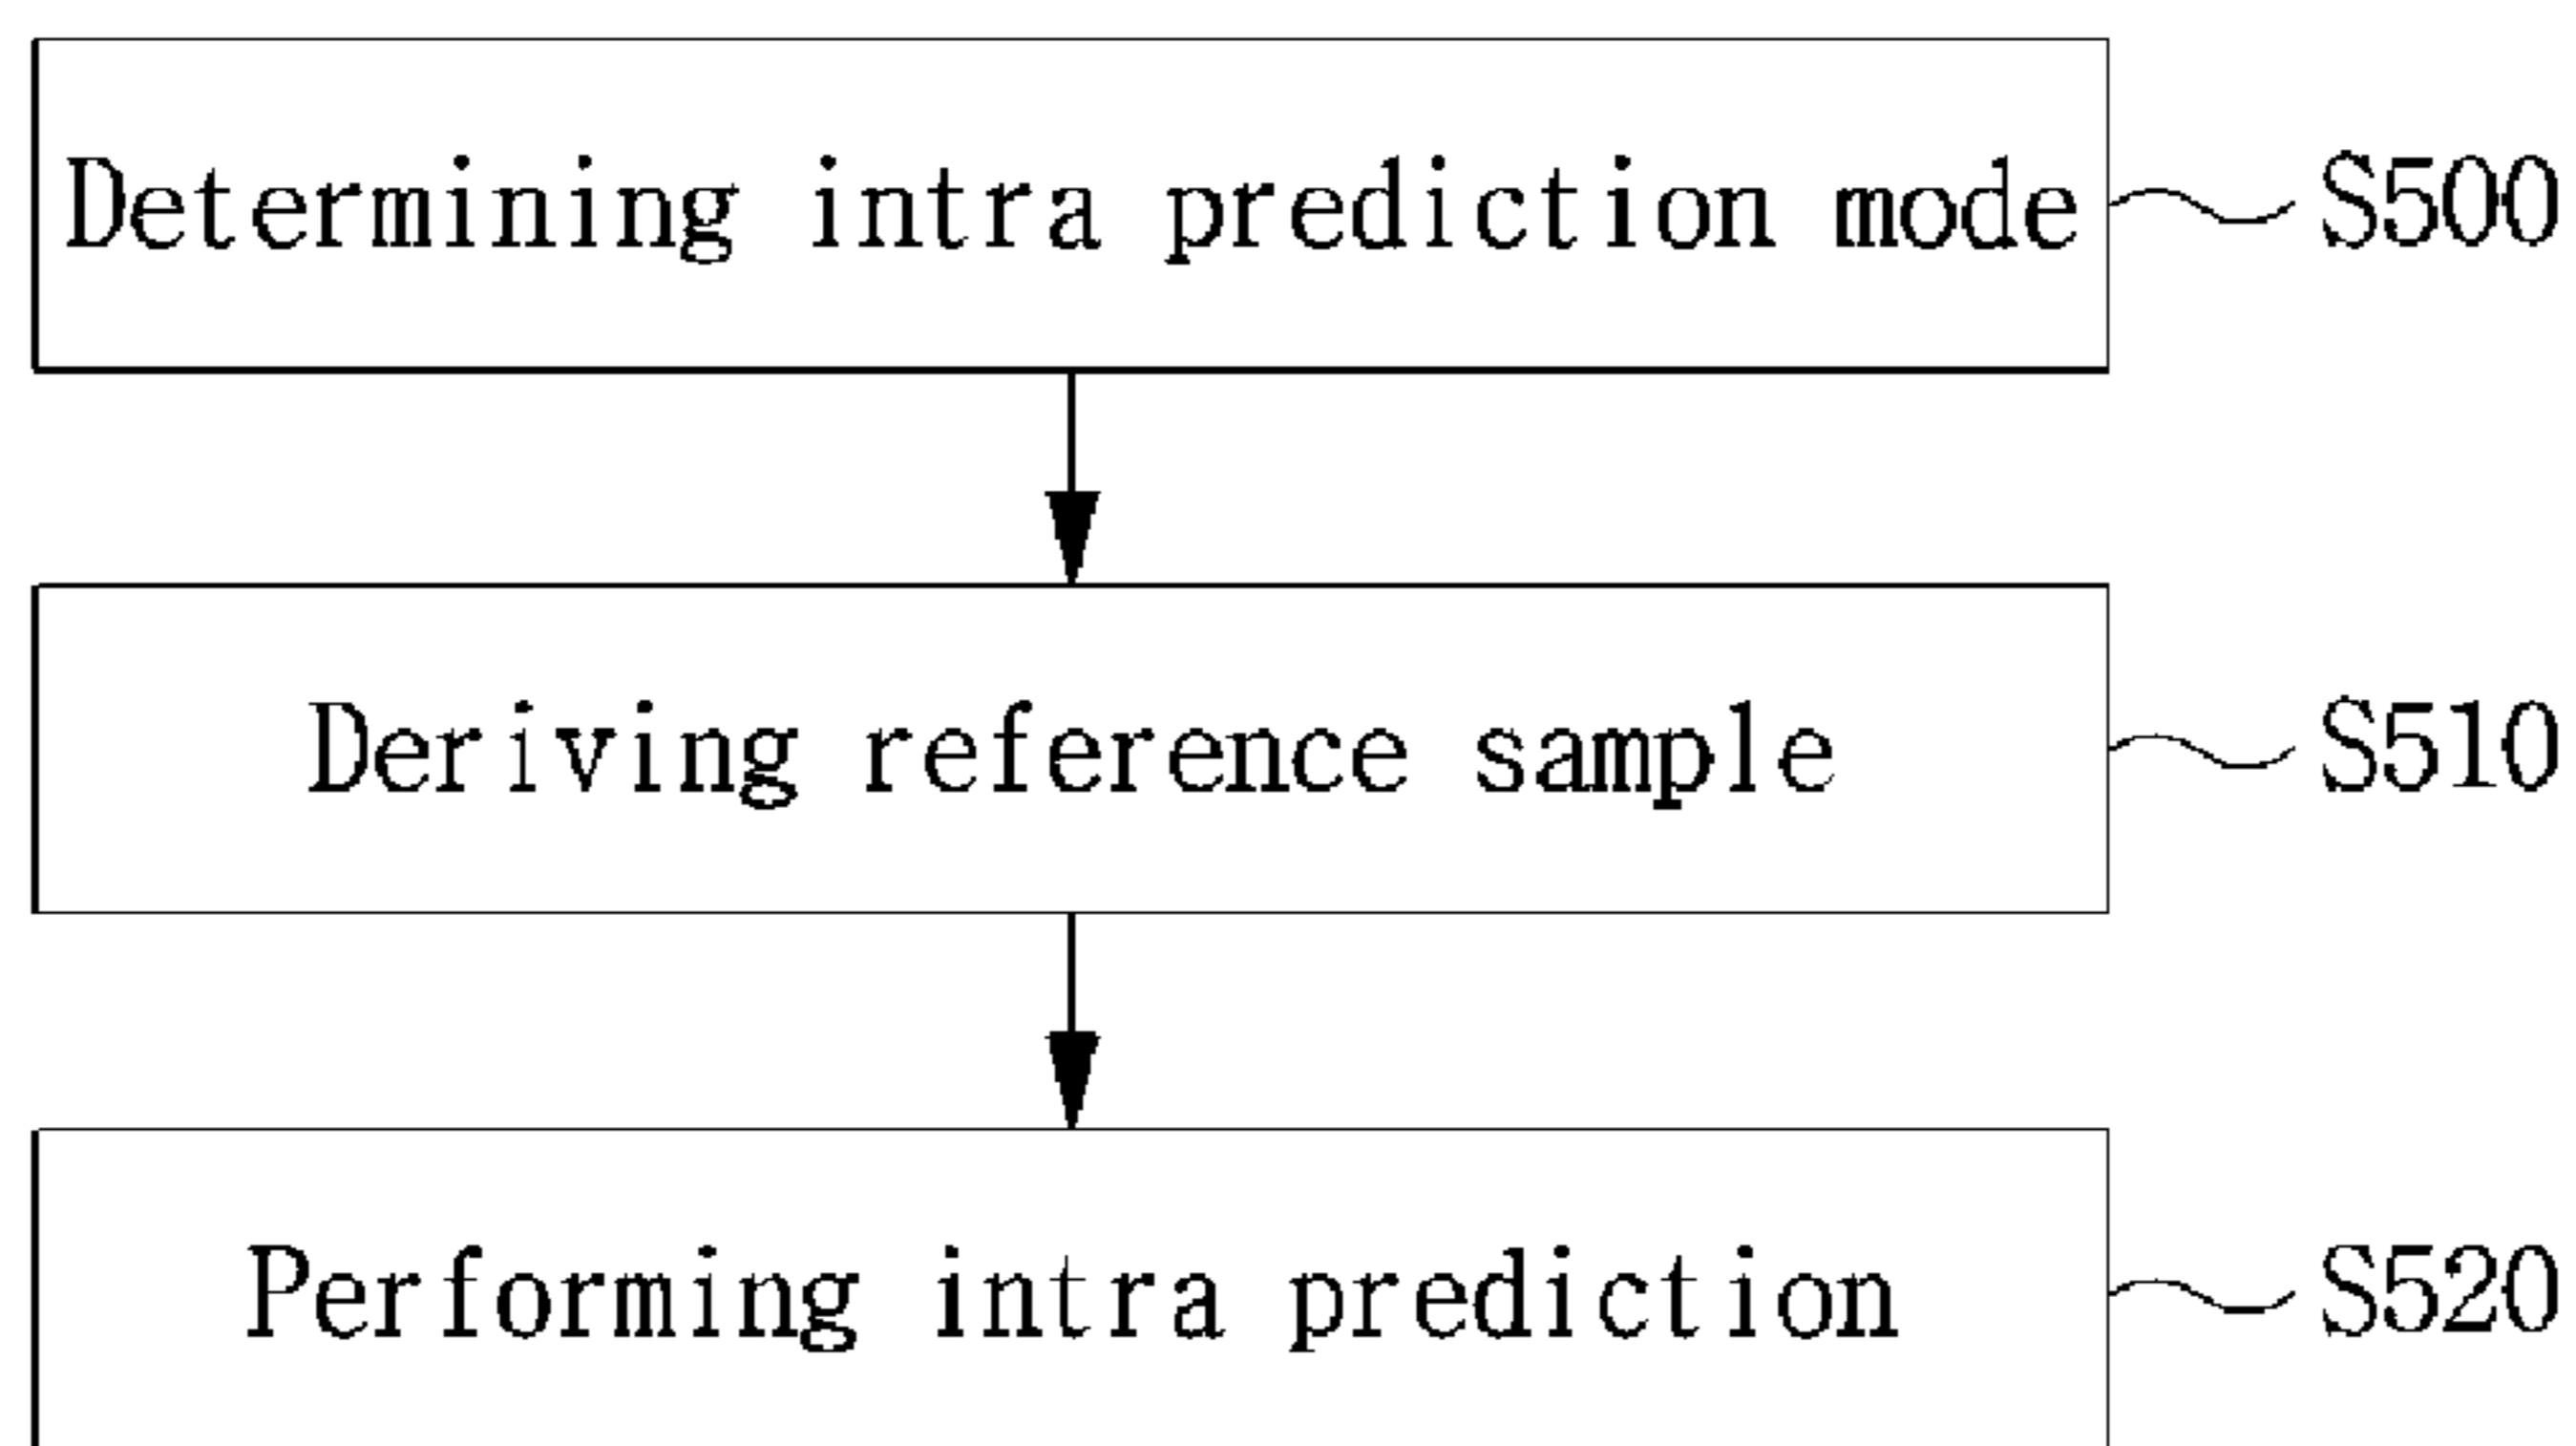 Determining intra prediction mode S500
Deriving reference sample S510
Performing intra prediction S520